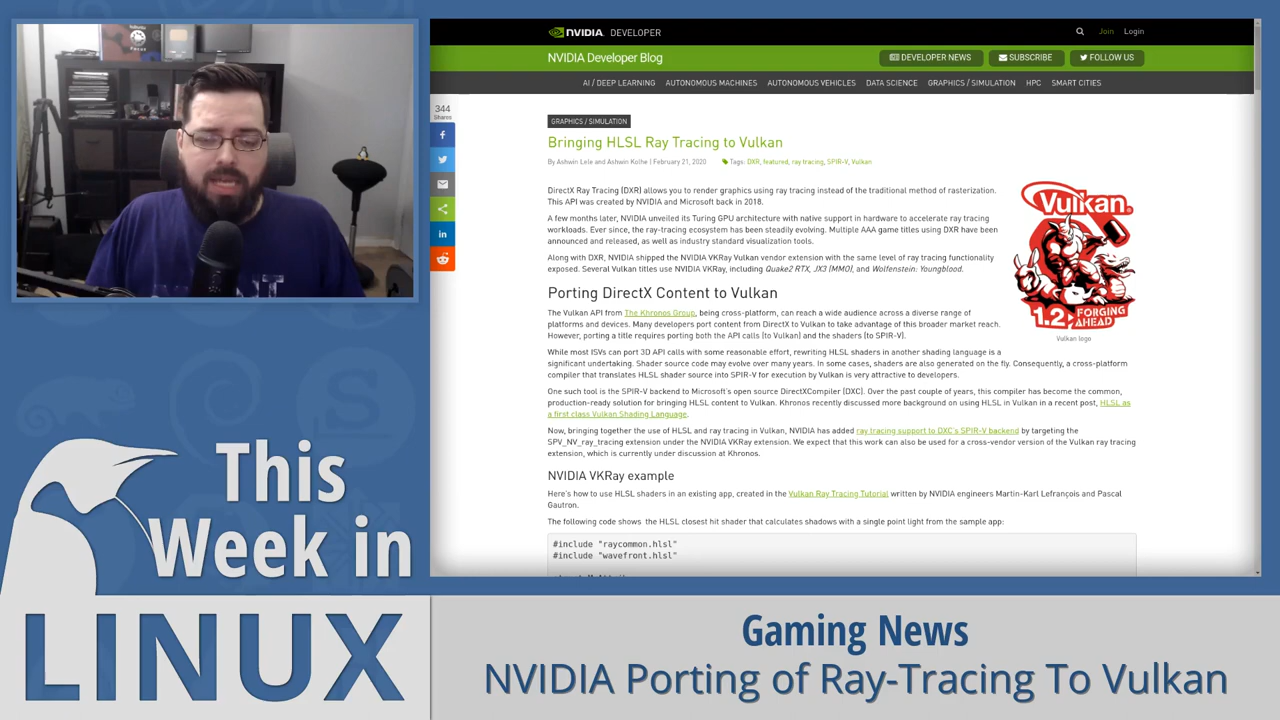 NVIDIA. DEVELOPER
Join Login
NVIDIA Developer Blog
DEVELOPER NEWS SUBSCRIBE FOLLOW US
AI / DEEP LEARNING AUTONOMOUS MACHINES AUTONOMOUS VEHICLES DATA SCIENCE GRAPHICS / SIMULATION HPC SMART CITIES
344
Shares
GRAPHICS / SIMULATION
Bringing HLSL Ray Tracing to Vulkan
By Ashwin Lele and Ashwin Kolhe | February 21, 2020 Tags: DXR, featured, ray tracing, SPIR-V, Vulkan
DirectX Ray Tracing (DXR) allows you to render graphics using ray tracing instead of the traditional method of rasterization.
This API was created by NVIDIA and Microsoft back in 2018.
A few months later, NVIDIA unveiled its Turing GPU architecture with native support in hardware to accelerate ray tracing
workloads. Ever since, the ray-tracing ecosystem has been steadily evolving. Multiple AAA game titles using DXR have been
announced and released, as well as industry standard visualization tools.
Along with DXR, NVIDIA shipped the NVIDIA VKRay Vulkan vendor extension with the same level of ray tracing functionality
exposed. Several Vulkan titles use NVIDIA VKRay, including Quake2 RTX, JX3 (MMO), and Wolfenstein: Youngblood.
Vulkan.
1.2 FORGING
AHEAD
Vulkan logo
Porting DirectX Content to Vulkan
The Vulkan API from The Khronos Group, being cross-platform, can reach a wide audience across a diverse range of
platforms and devices. Many developers port content from DirectX to Vulkan to take advantage of this broader market reach.
However, porting a title requires porting both the API calls (to Vulkan) and the shaders (to SPIR-V).
While most ISVs can port 3D API calls with some reasonable effort, rewriting HLSL shaders in another shading language is a
significant undertaking. Shader source code may evolve over many years. In some cases, shaders are also generated on the fly. Consequently, a cross-platform
compiler that translates HLSL shader source into SPIR-V for execution by Vulkan is very attractive to developers.
One such tool is the SPIR-V backend to Microsoft's open source DirectXCompiler (DXC). Over the past couple of years, this compiler has become the common,
production-ready solution for bringing HLSL content to Vulkan. Khronos recently discussed more background on using HLSL in Vulkan in a recent post, HLSL as
a first class Vulkan Shading Language.
Now, bringing together the use of HLSL and ray tracing in Vulkan, NVIDIA has added ray tracing support to DXC's SPIR-V backend by targeting the
SPV_NV_ray_tracing extension under the NVIDIA VKRay extension. We expect that this work can also be used for a cross-vendor version of the Vulkan ray tracing
extension, which is currently under discussion at Khronos.
NVIDIA VKRay example
Here's how to use HLSL shaders in an existing app, created in the Vulkan Ray Tracing Tutorial written by NVIDIA engineers Martin-Karl Lefrançois and Pascal
Gautron.
The following code shows the HLSL closest hit shader that calculates shadows with a single point light from the sample app:
#include "raycommon.hlsl"
#include "wavefront.hlsl"
This
Week in
LINUX
Gaming News
NVIDIA Porting of Ray-Tracing To Vulkan